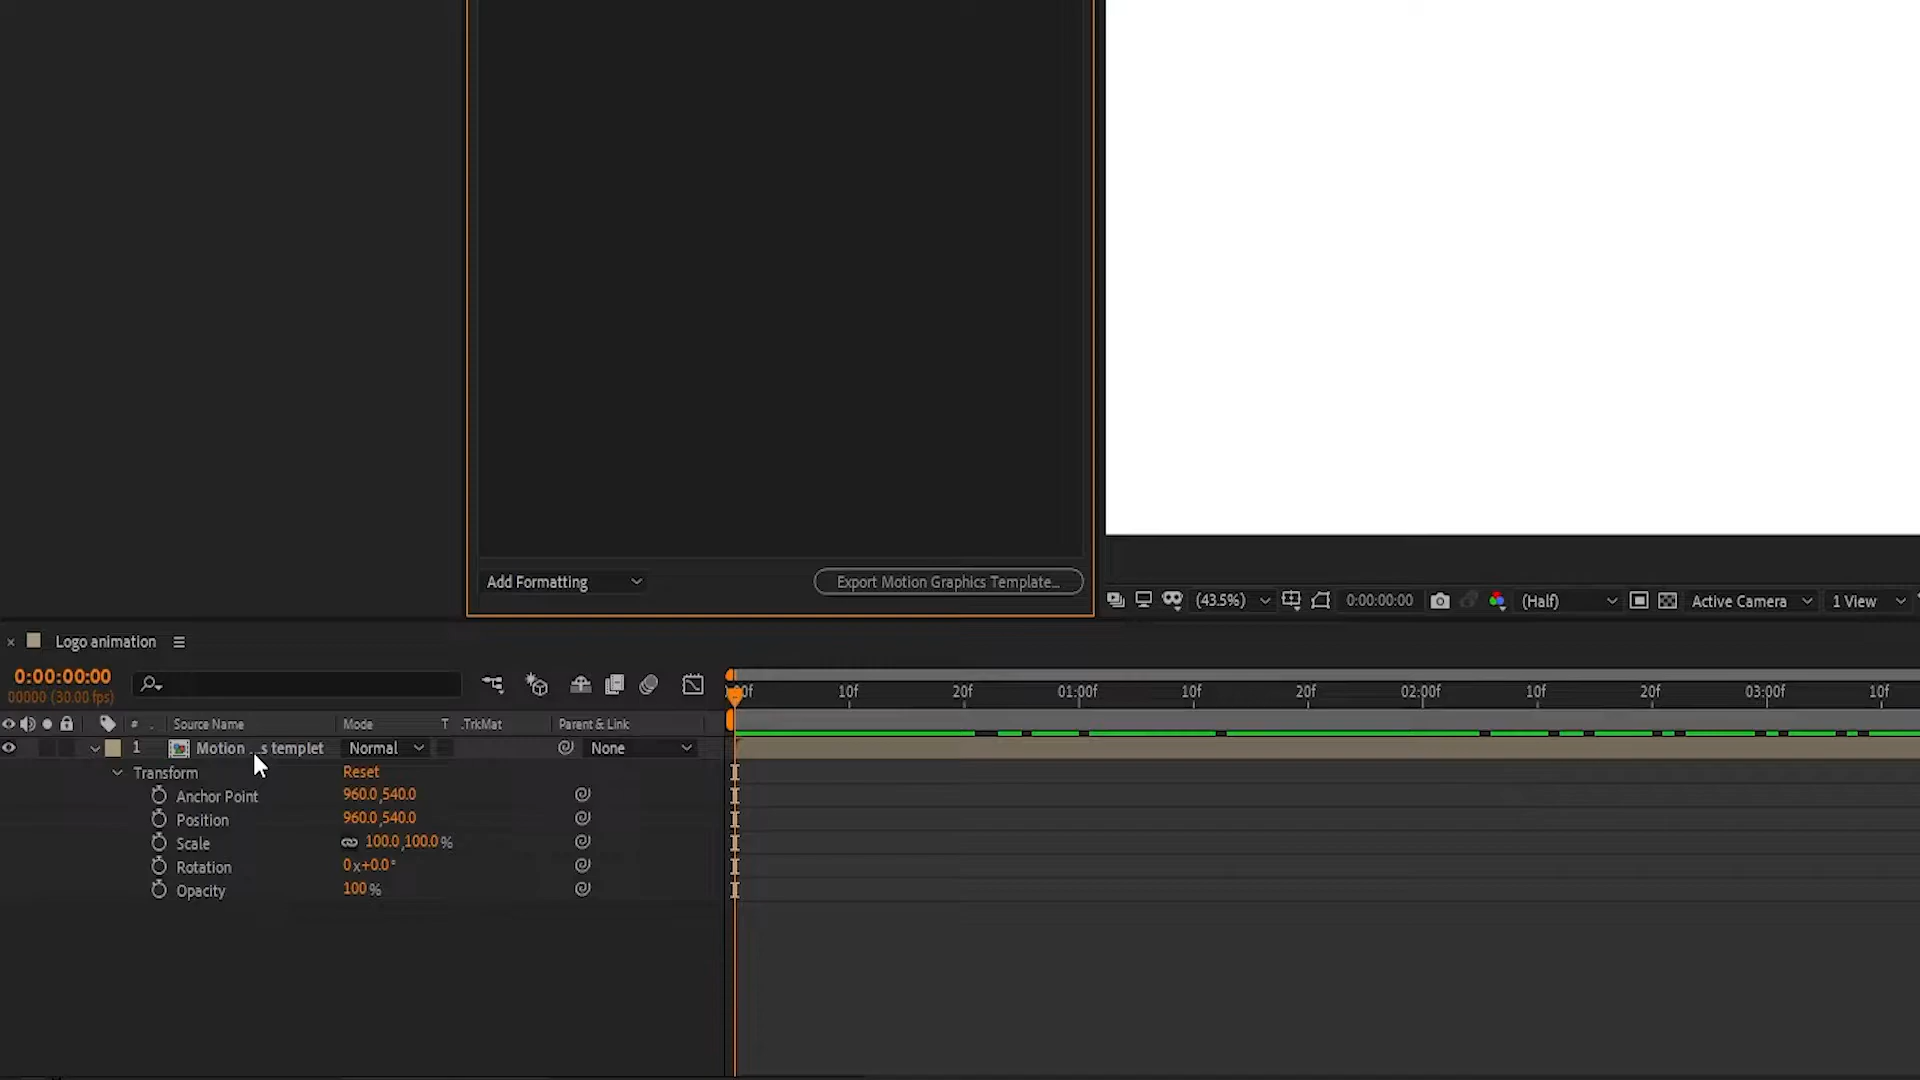 Add Formatting
Export Motion Graphics Template...
(43.5%)
0:00:00:00
(Half)
Active Camera
1 View
Logo animation
0:00:00:00
00000 (30.00 fps)
:00f 10f 20f 01:00f 10f 20f 02:00f 10f 20f 03:00f 10f
# . Source Name Mode T .TrkMat Parent & Link
1 Motion ...s templet Normal None
Transform Reset
Anchor Point 960.0,540.0
Position 960.0,540.0
Scale 100.0,100.0%
Rotation 0x+0.0°
Opacity 100%